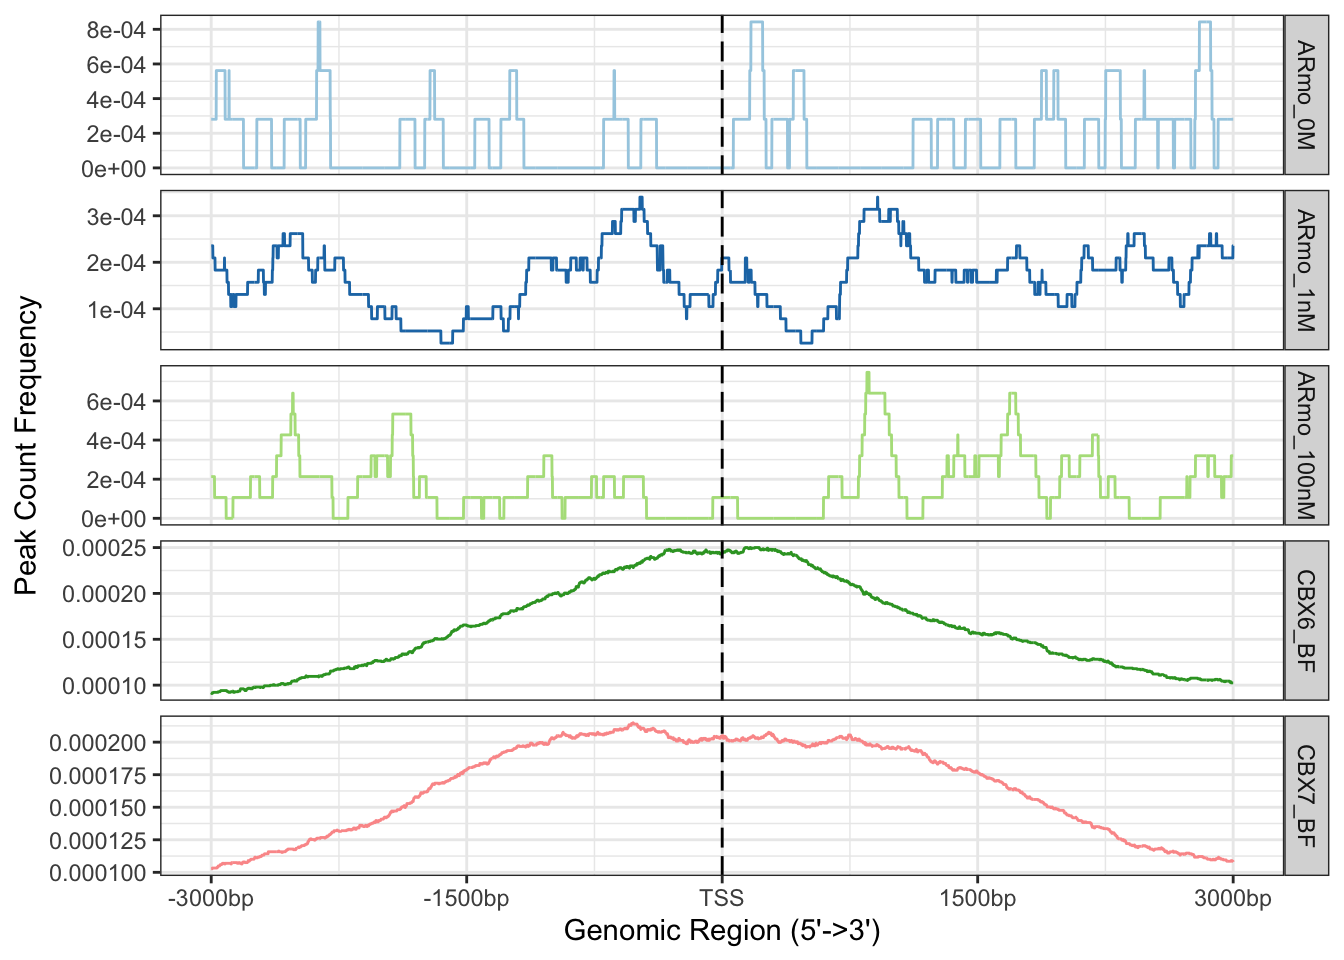 8e-04
6e-04
4e-04
2e-04
0e+00
ARmo_0M
3e-04
2e-04
1e-04
ARmo_1nM
6e-04
4e-04
2e-04
0e+00
ARmo_100nM
0.00025
0.00020
0.00015
0.00010
CBX6_BF
0.000200
0.000175
0.000150
0.000125
0.000100
CBX7_BF
Peak Count Frequency
-3000bp -1500bp TSS 1500bp 3000bp
Genomic Region (5'->3')